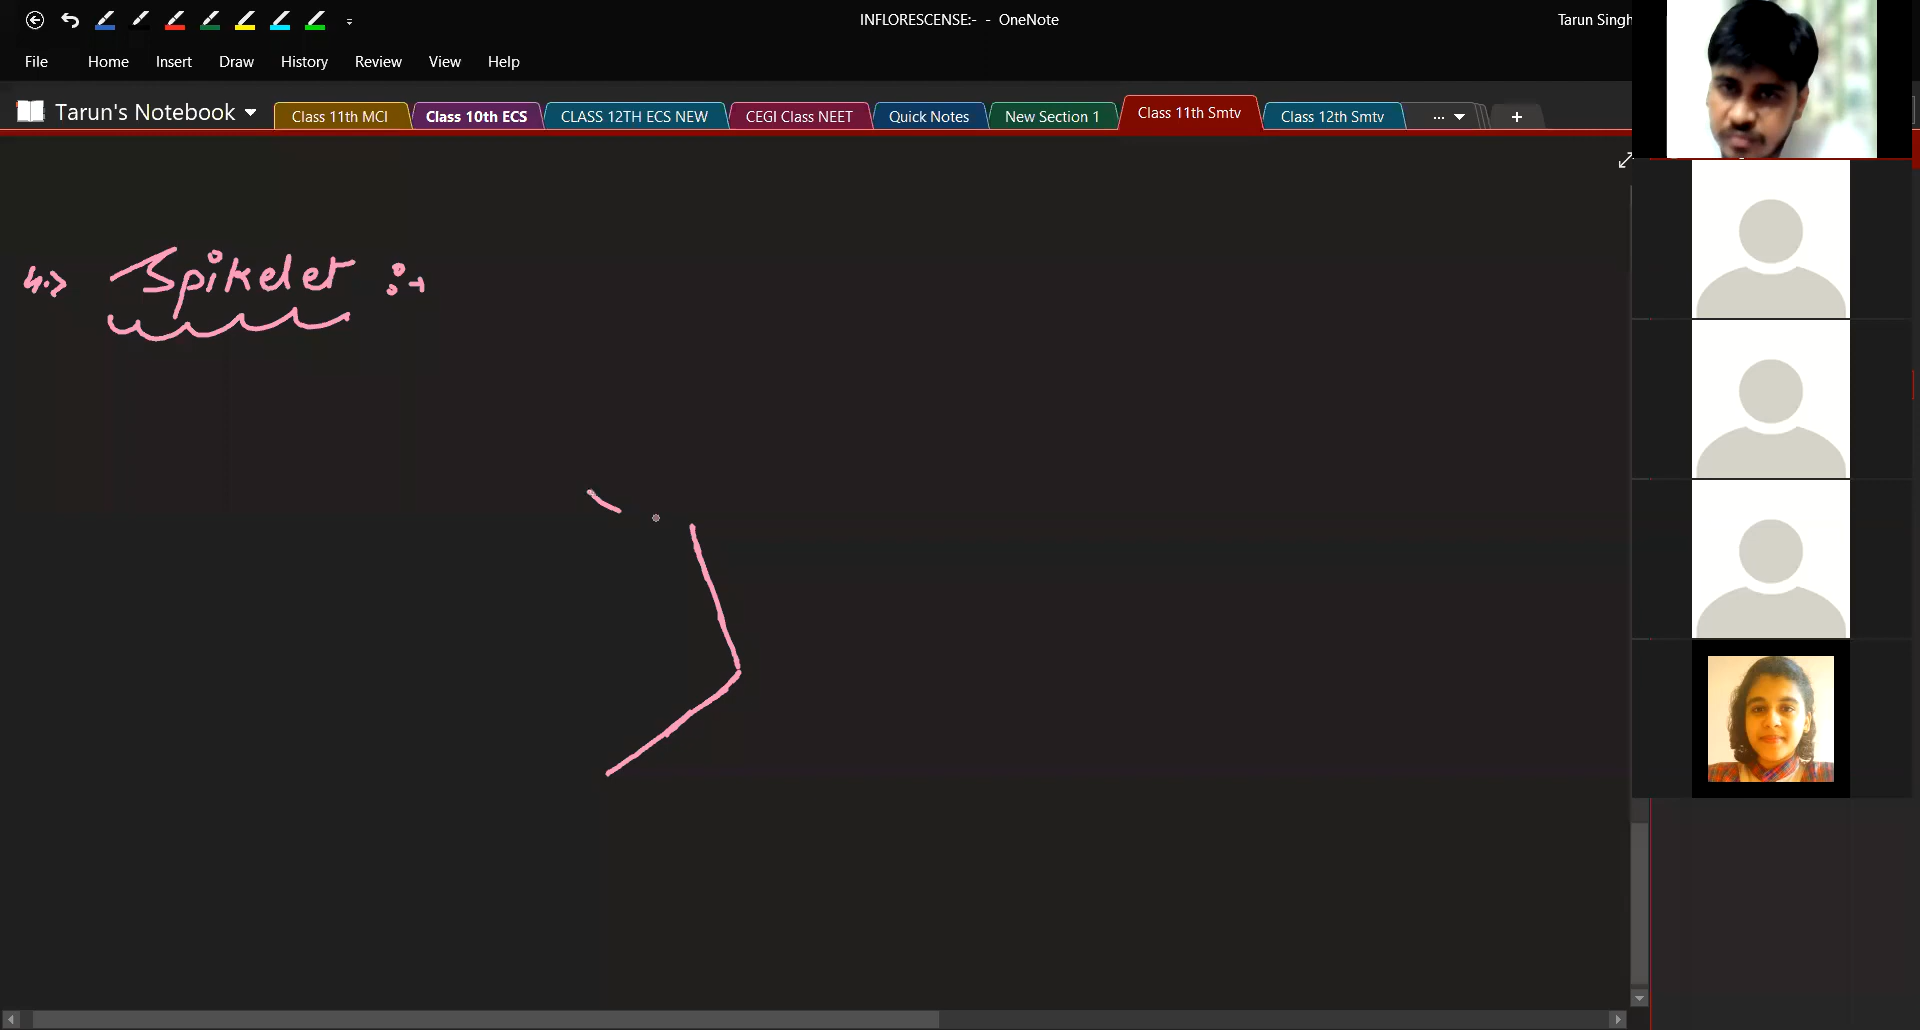 INFLORESCENSE:- - OneNote
Tarun Singh
File Home Insert Draw History Review View Help
Tarun's Notebook
Class 11th MCI
Class 10th ECS
CLASS 12TH ECS NEW
CEGI Class NEET
Quick Notes
New Section 1
Class 11th Smtv
Class 12th Smtv
...
+
4.> Spikelet :→